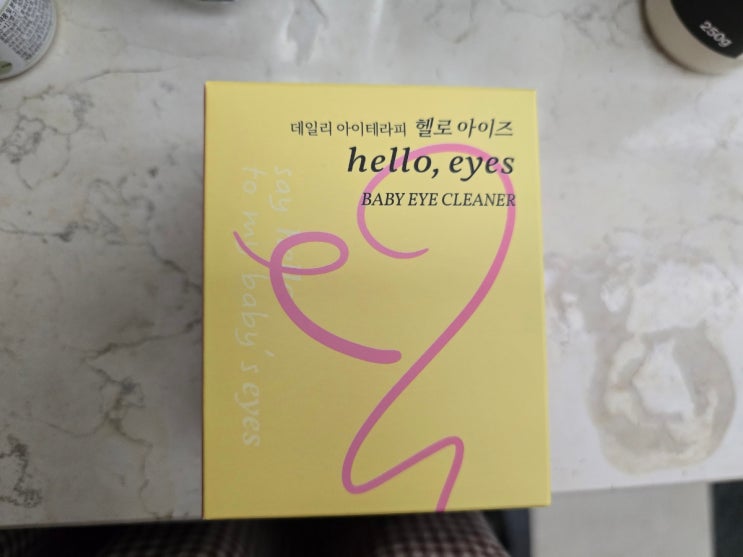 데일리 아이테라피 헬로 아이즈
hello, eyes
BABY EYE CLEANER
say
to my baby's eyes
250g